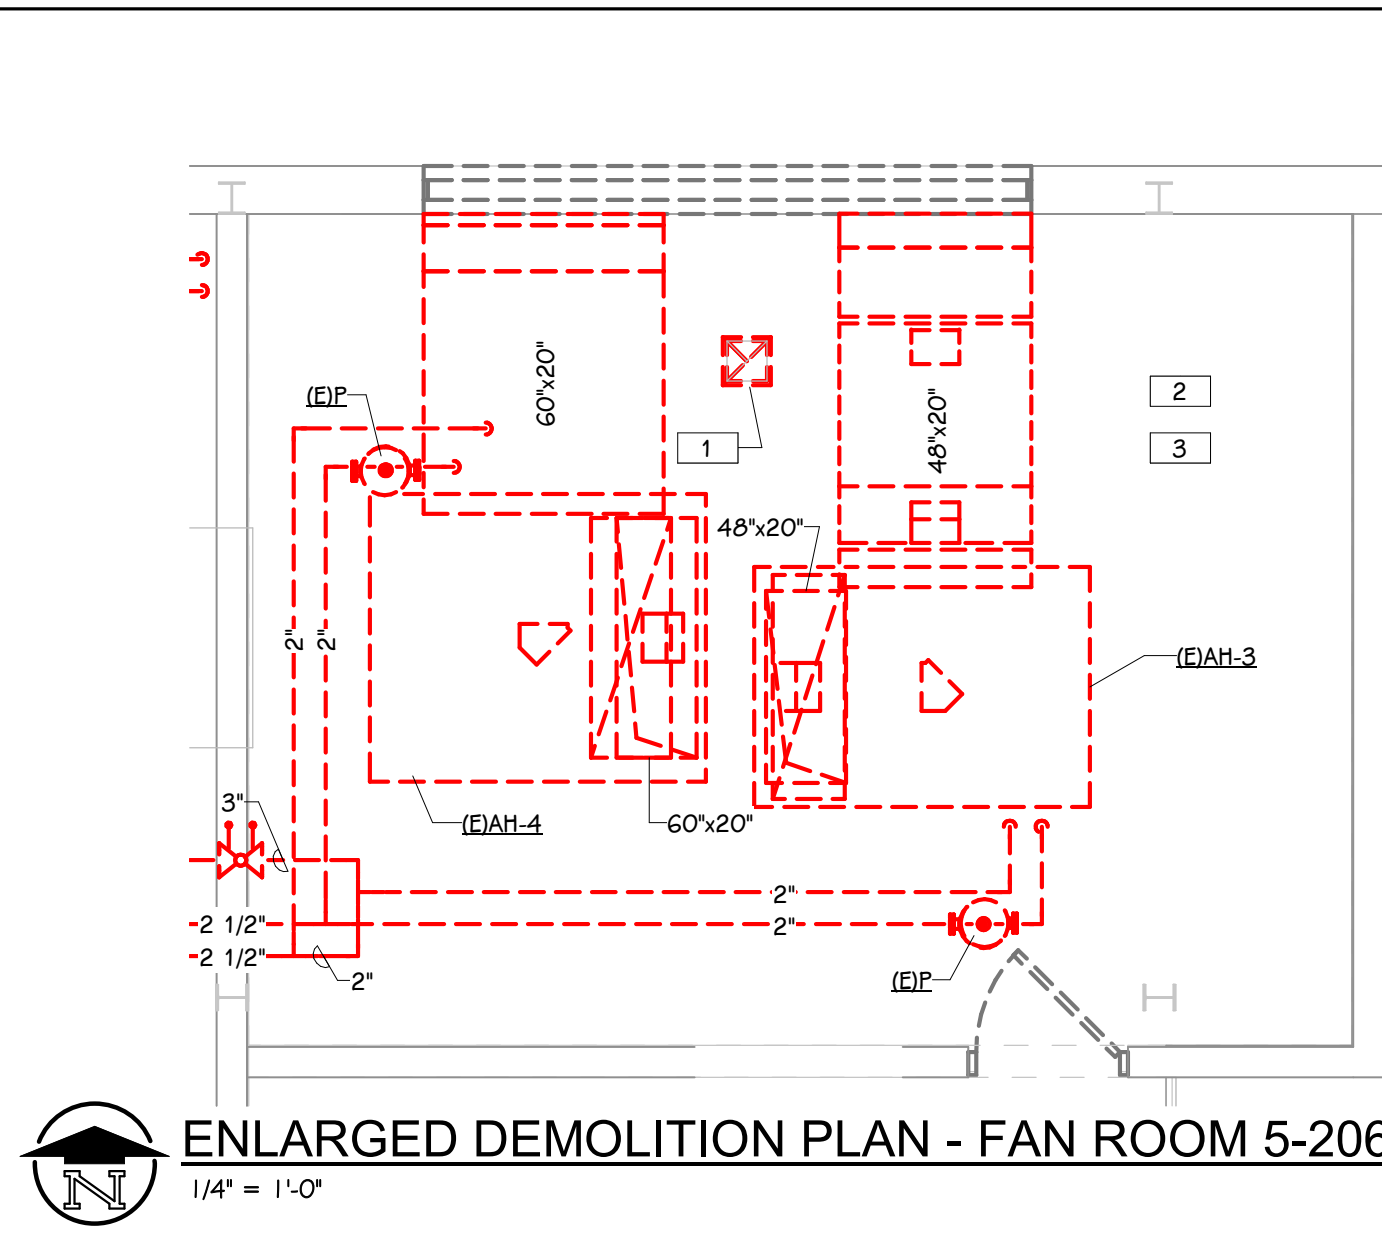 60"x20"
(E)P
2
48"x20"
1
3
48"x20"
2"
2"
(E)AH-3
3"
(E)AH-4
60"x20"
2"
2 1/2"
2"
2 1/2"
2"
(E)P
ENLARGED DEMOLITION PLAN - FAN ROOM 5-206
N
1/4" = 1'-0"